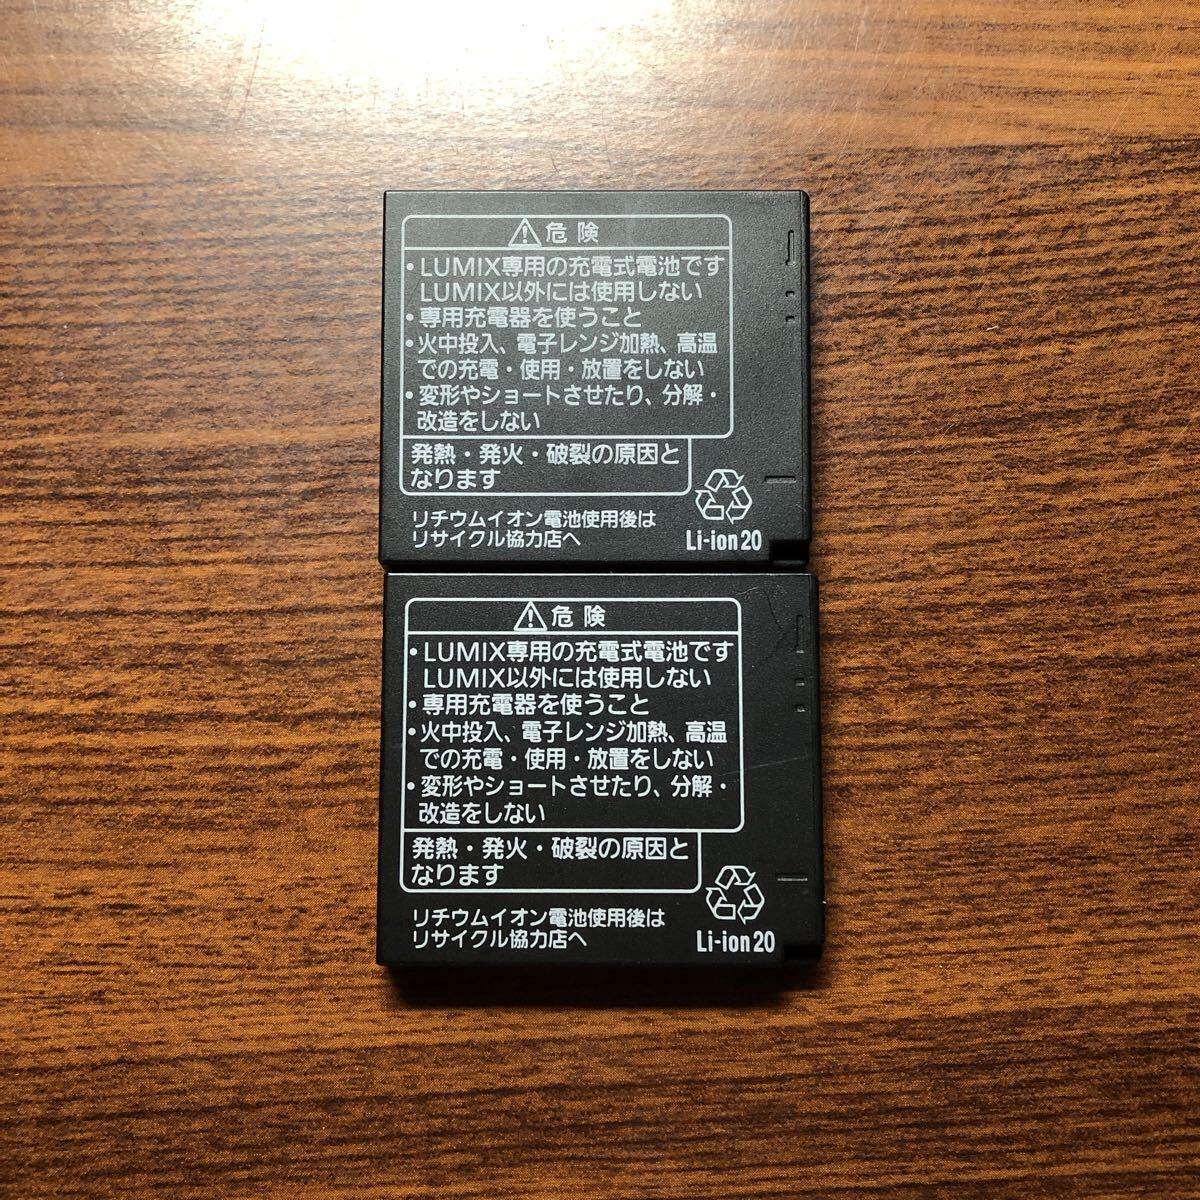 ⚠危険
・LUMIX専用の充電式電池です
LUMIX以外には使用しない
・専用充電器を使うこと
・火中投入、電子レンジ加熱、高温
での充電・使用・放置をしない
・変形やショートさせたり、分解・
改造をしない
発熱・発火・破裂の原因と
なります
リチウムイオン電池使用後は
リサイクル協力店へ
Li-ion20
⚠危険
・LUMIX専用の充電式電池です
LUMIX以外には使用しない
・専用充電器を使うこと
・火中投入、電子レンジ加熱、高温
での充電・使用・放置をしない
・変形やショートさせたり、分解・
改造をしない
発熱・発火・破裂の原因と
なります
リチウムイオン電池使用後は
リサイクル協力店へ
Li-ion20